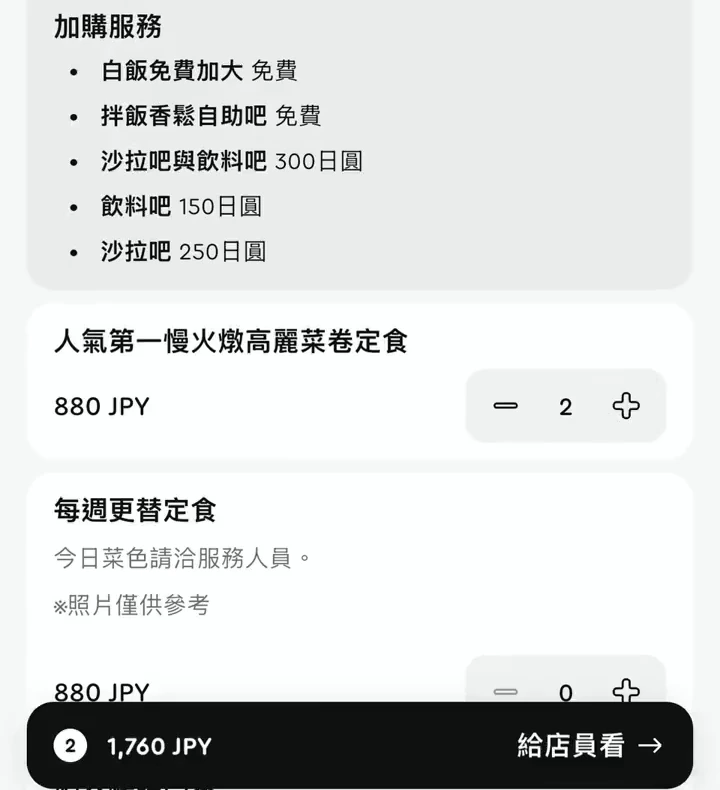 加購服務
• 白飯免費加大 免費
• 拌飯香鬆自助吧 免費
• 沙拉吧與飲料吧 300日圓
• 飲料吧 150日圓
• 沙拉吧 250日圓
人氣第一慢火燉高麗菜卷定食
880 JPY
2
每週更替定食
今日菜色請洽服務人員。
※照片僅供參考
880 JPY
0
2 1,760 JPY 給店員看 →